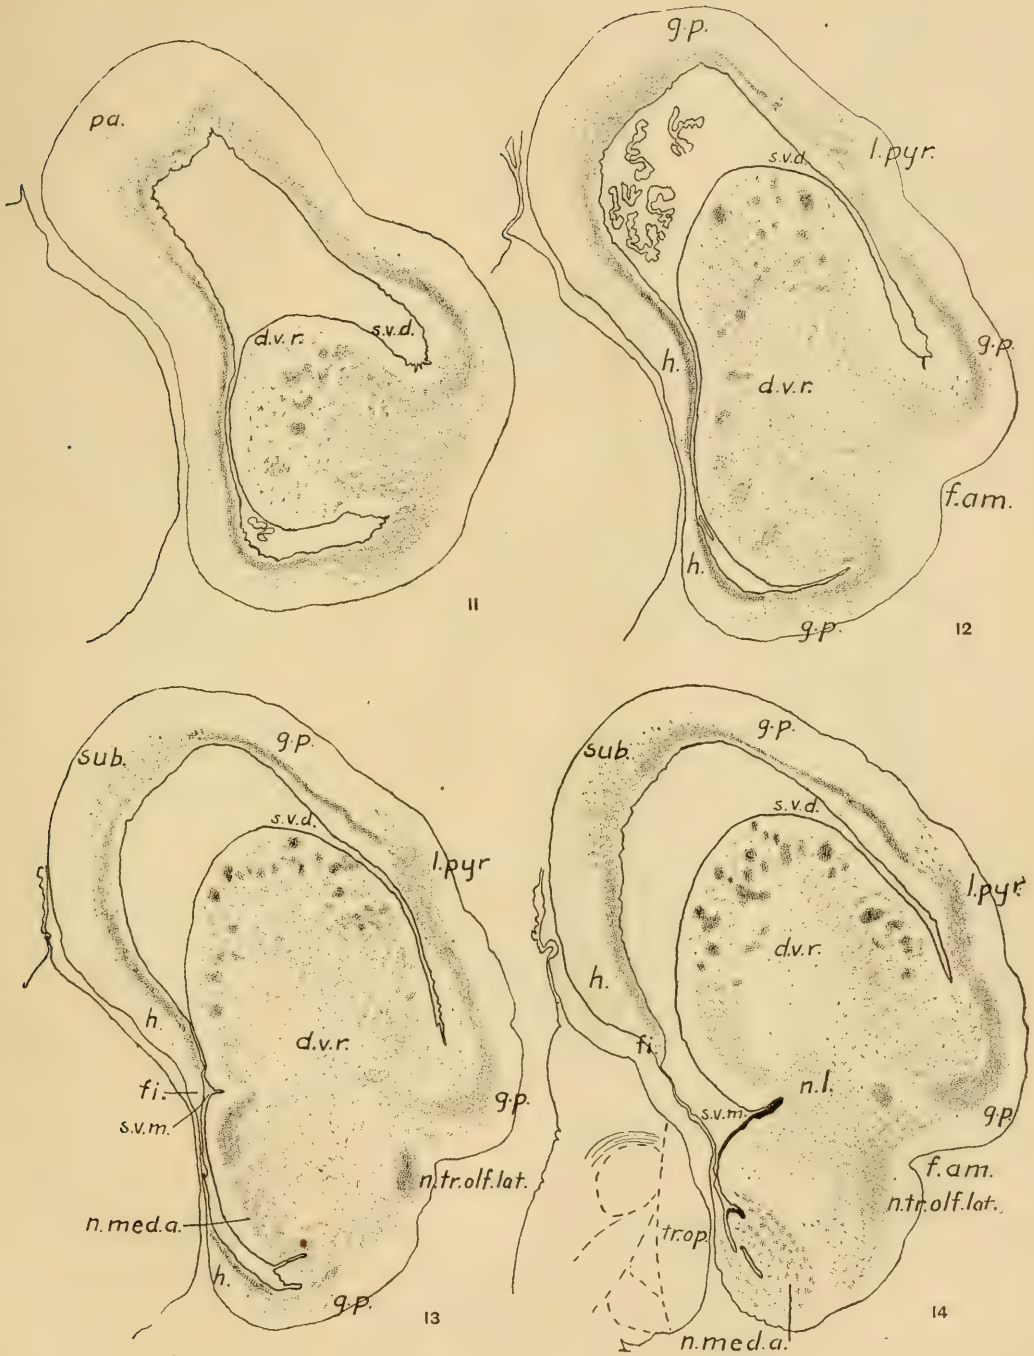 pa.
d.v.r.
s.v.d.
11
g.p.
l.pyr.
s.v.d.
h.
d.v.r.
g.p.
f.am.
h.
g.p.
12
sub.
g.p.
s.v.d.
l.pyr
h.
d.v.r.
fi.
s.v.m.
g.p.
n.tr.olf.lat.
n.med.a.
h.
g.p.
13
sub.
g.p.
s.v.d.
l.pyr.
d.v.r.
h.
fi.
n.l.
s.v.m.
g.p.
f.am.
n.tr.olf.lat.
tr.op.
n.med.a.
14